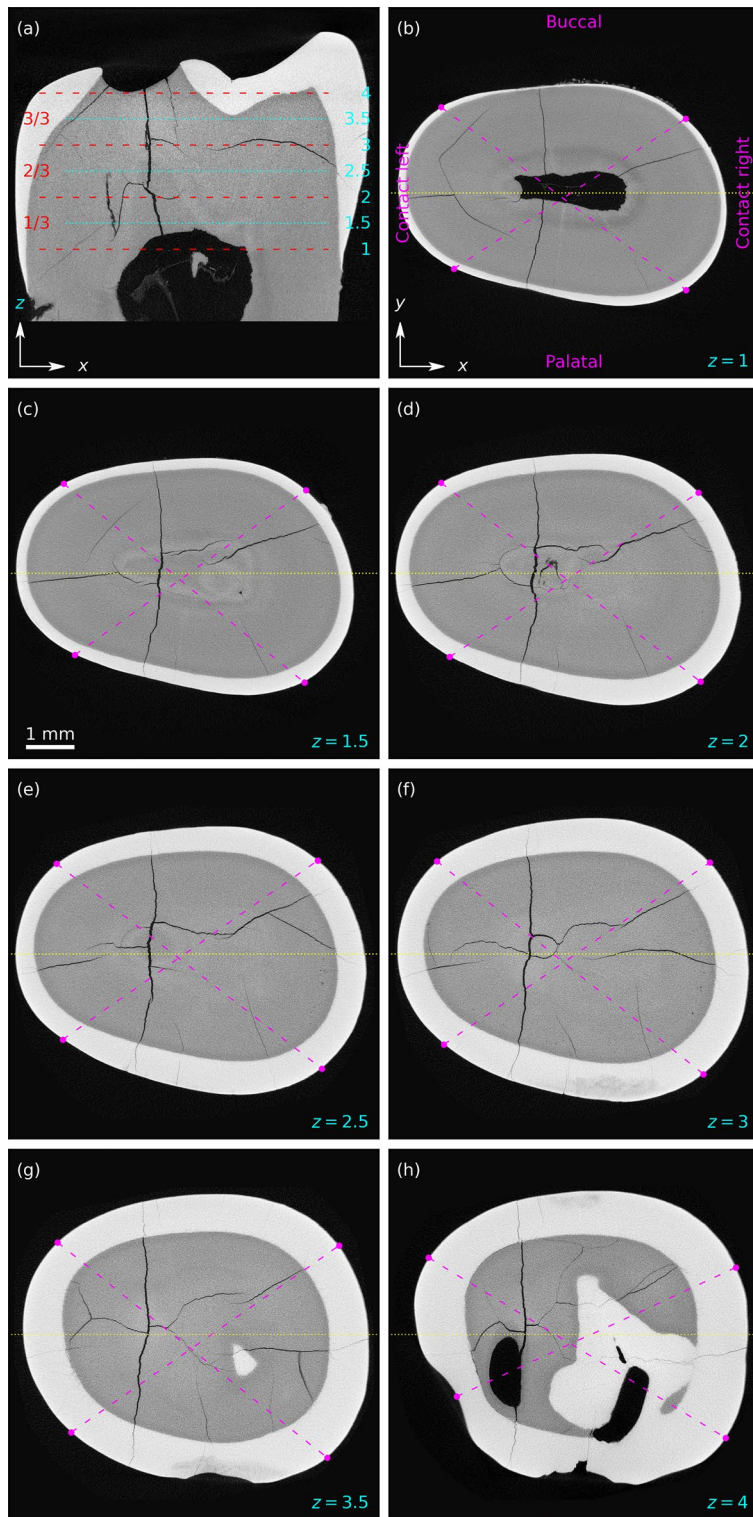 (a)
4
3/3
3.5
3
2/3
2.5
2
1/3
1.5
1
z
x
(b)
Buccal
Contact left
Contact right
y
x
Palatal
z = 1
(c)
1 mm
z = 1.5
(d)
z = 2
(e)
z = 2.5
(f)
z = 3
(g)
z = 3.5
(h)
z = 4